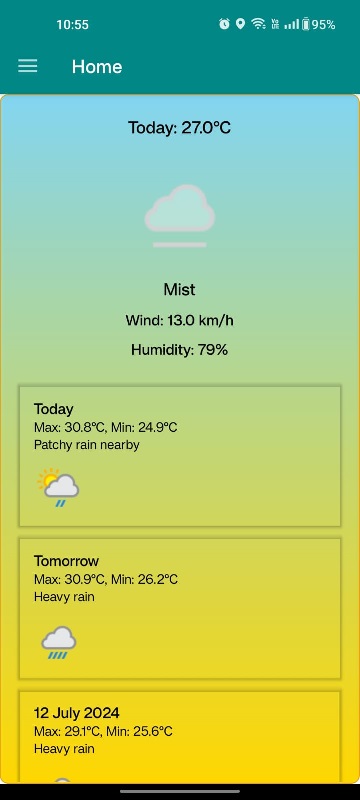 10:55
Vo LTE 95%
Home
Today: 27.0°C
Mist
Wind: 13.0 km/h
Humidity: 79%
Today
Max: 30.8°C, Min: 24.9°C
Patchy rain nearby
Tomorrow
Max: 30.9°C, Min: 26.2°C
Heavy rain
12 July 2024
Max: 29.1°C, Min: 25.6°C
Heavy rain